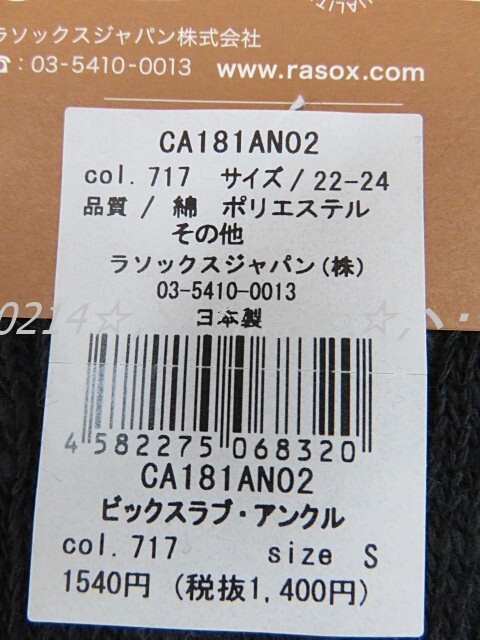 ラソックスジャパン株式会社
☎:03-5410-0013 www.rasox.com
CA181AN02
col.717 サイズ/22-24
品質/綿 ポリエステル
その他
ラソックスジャパン(株)
03-5410-0013
日本製
0214☆
4582275068320
CA181AN02
ビックスラブ・アンクル
col.717 size S
1540円(税抜1,400円)